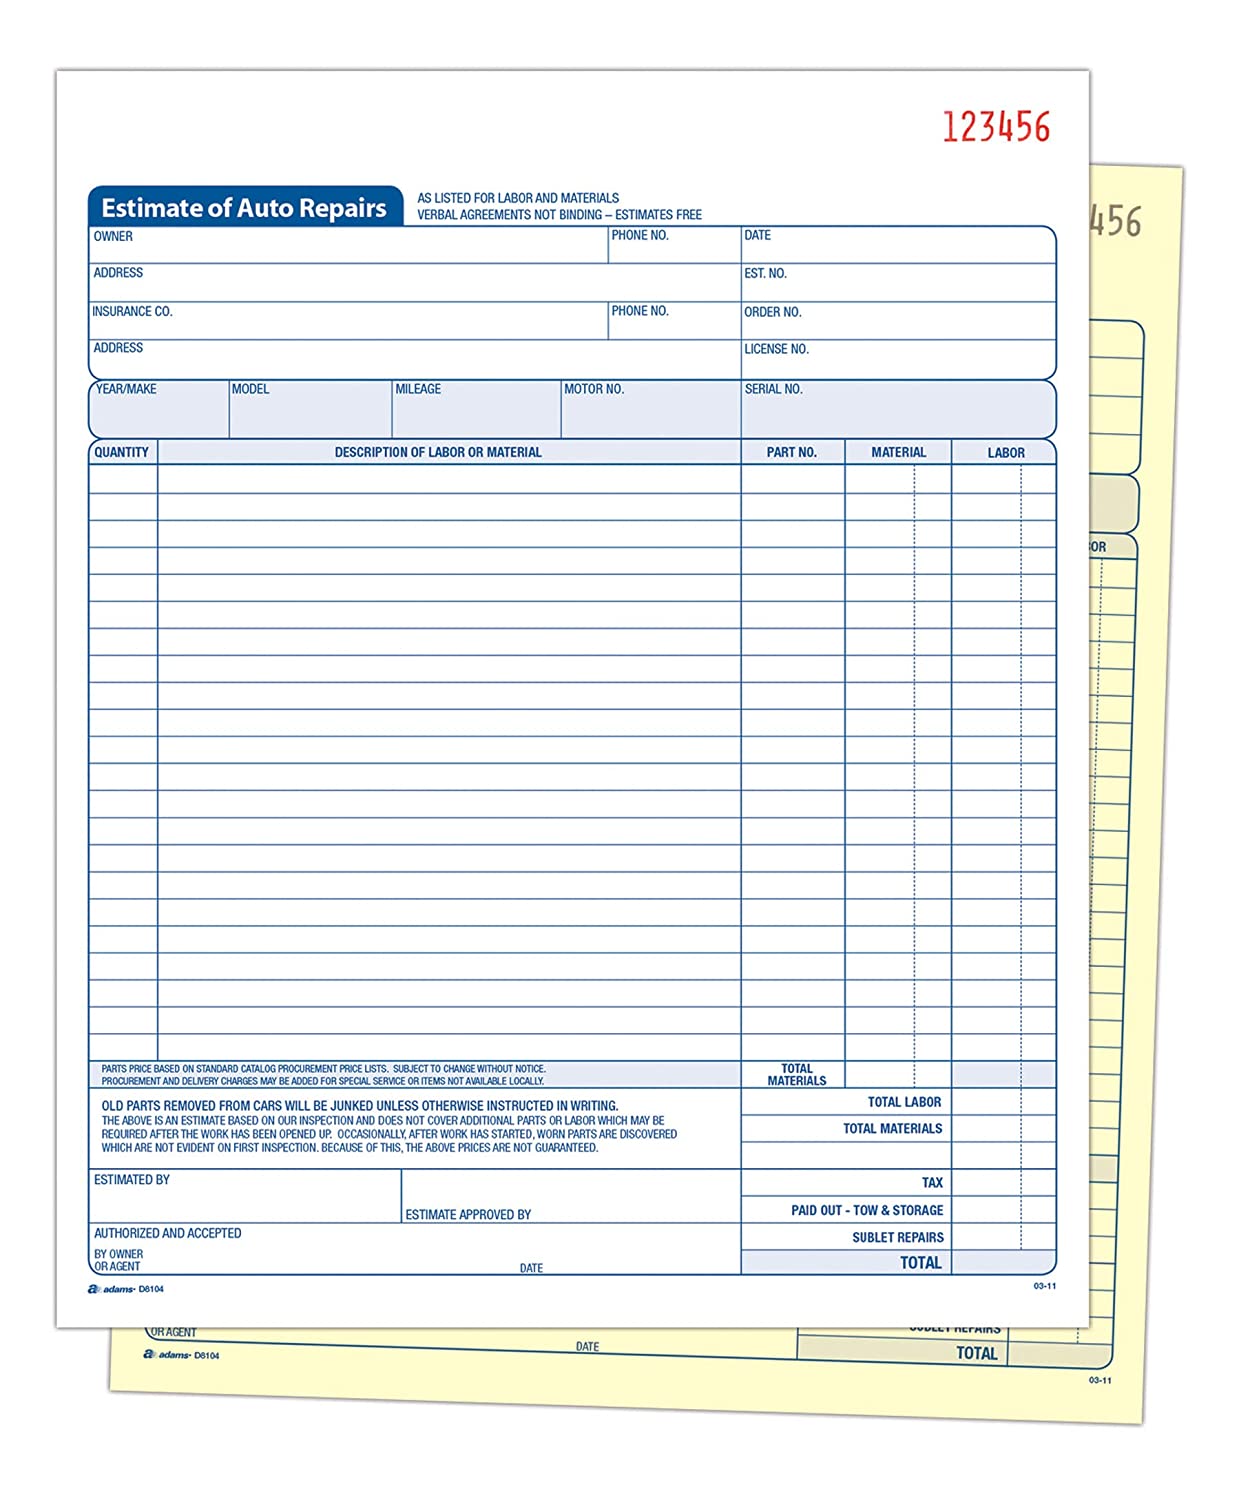 123456
456
Estimate of Auto Repairs
AS LISTED FOR LABOR AND MATERIALS
VERBAL AGREEMENTS NOT BINDING – ESTIMATES FREE
OWNER PHONE NO. DATE
ADDRESS EST. NO.
INSURANCE CO. PHONE NO. ORDER NO.
ADDRESS LICENSE NO.
YEAR/MAKE MODEL MILEAGE MOTOR NO. SERIAL NO.
QUANTITY DESCRIPTION OF LABOR OR MATERIAL PART NO. MATERIAL LABOR
OR
PARTS PRICE BASED ON STANDARD CATALOG PROCUREMENT PRICE LISTS. SUBJECT TO CHANGE WITHOUT NOTICE.
PROCUREMENT AND DELIVERY CHARGES MAY BE ADDED FOR SPECIAL SERVICE OR ITEMS NOT AVAILABLE LOCALLY.
TOTAL
MATERIALS
OLD PARTS REMOVED FROM CARS WILL BE JUNKED UNLESS OTHERWISE INSTRUCTED IN WRITING.
THE ABOVE IS AN ESTIMATE BASED ON OUR INSPECTION AND DOES NOT COVER ADDITIONAL PARTS OR LABOR WHICH MAY BE
REQUIRED AFTER THE WORK HAS BEEN OPENED UP. OCCASIONALLY, AFTER WORK HAS STARTED, WORN PARTS ARE DISCOVERED
WHICH ARE NOT EVIDENT ON FIRST INSPECTION. BECAUSE OF THIS, THE ABOVE PRICES ARE NOT GUARANTEED.
TOTAL LABOR
TOTAL MATERIALS
ESTIMATED BY
ESTIMATE APPROVED BY
TAX
PAID OUT - TOW & STORAGE
AUTHORIZED AND ACCEPTED
BY OWNER
OR AGENT DATE
SUBLET REPAIRS
TOTAL
adams• D8104 03-11
OR AGENT DATE
SUBLET REPAIRS
TOTAL
adams• D8104 03-11